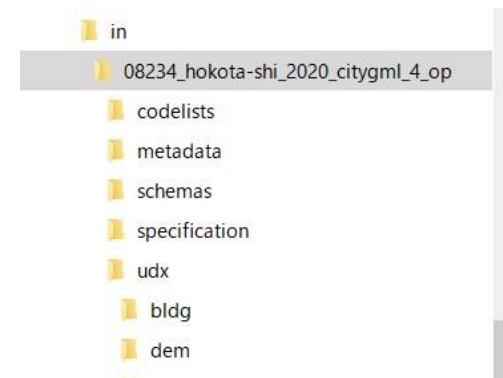 in
08234_hokota-shi_2020_citygml_4_op
codelists
metadata
schemas
specification
udx
bldg
dem